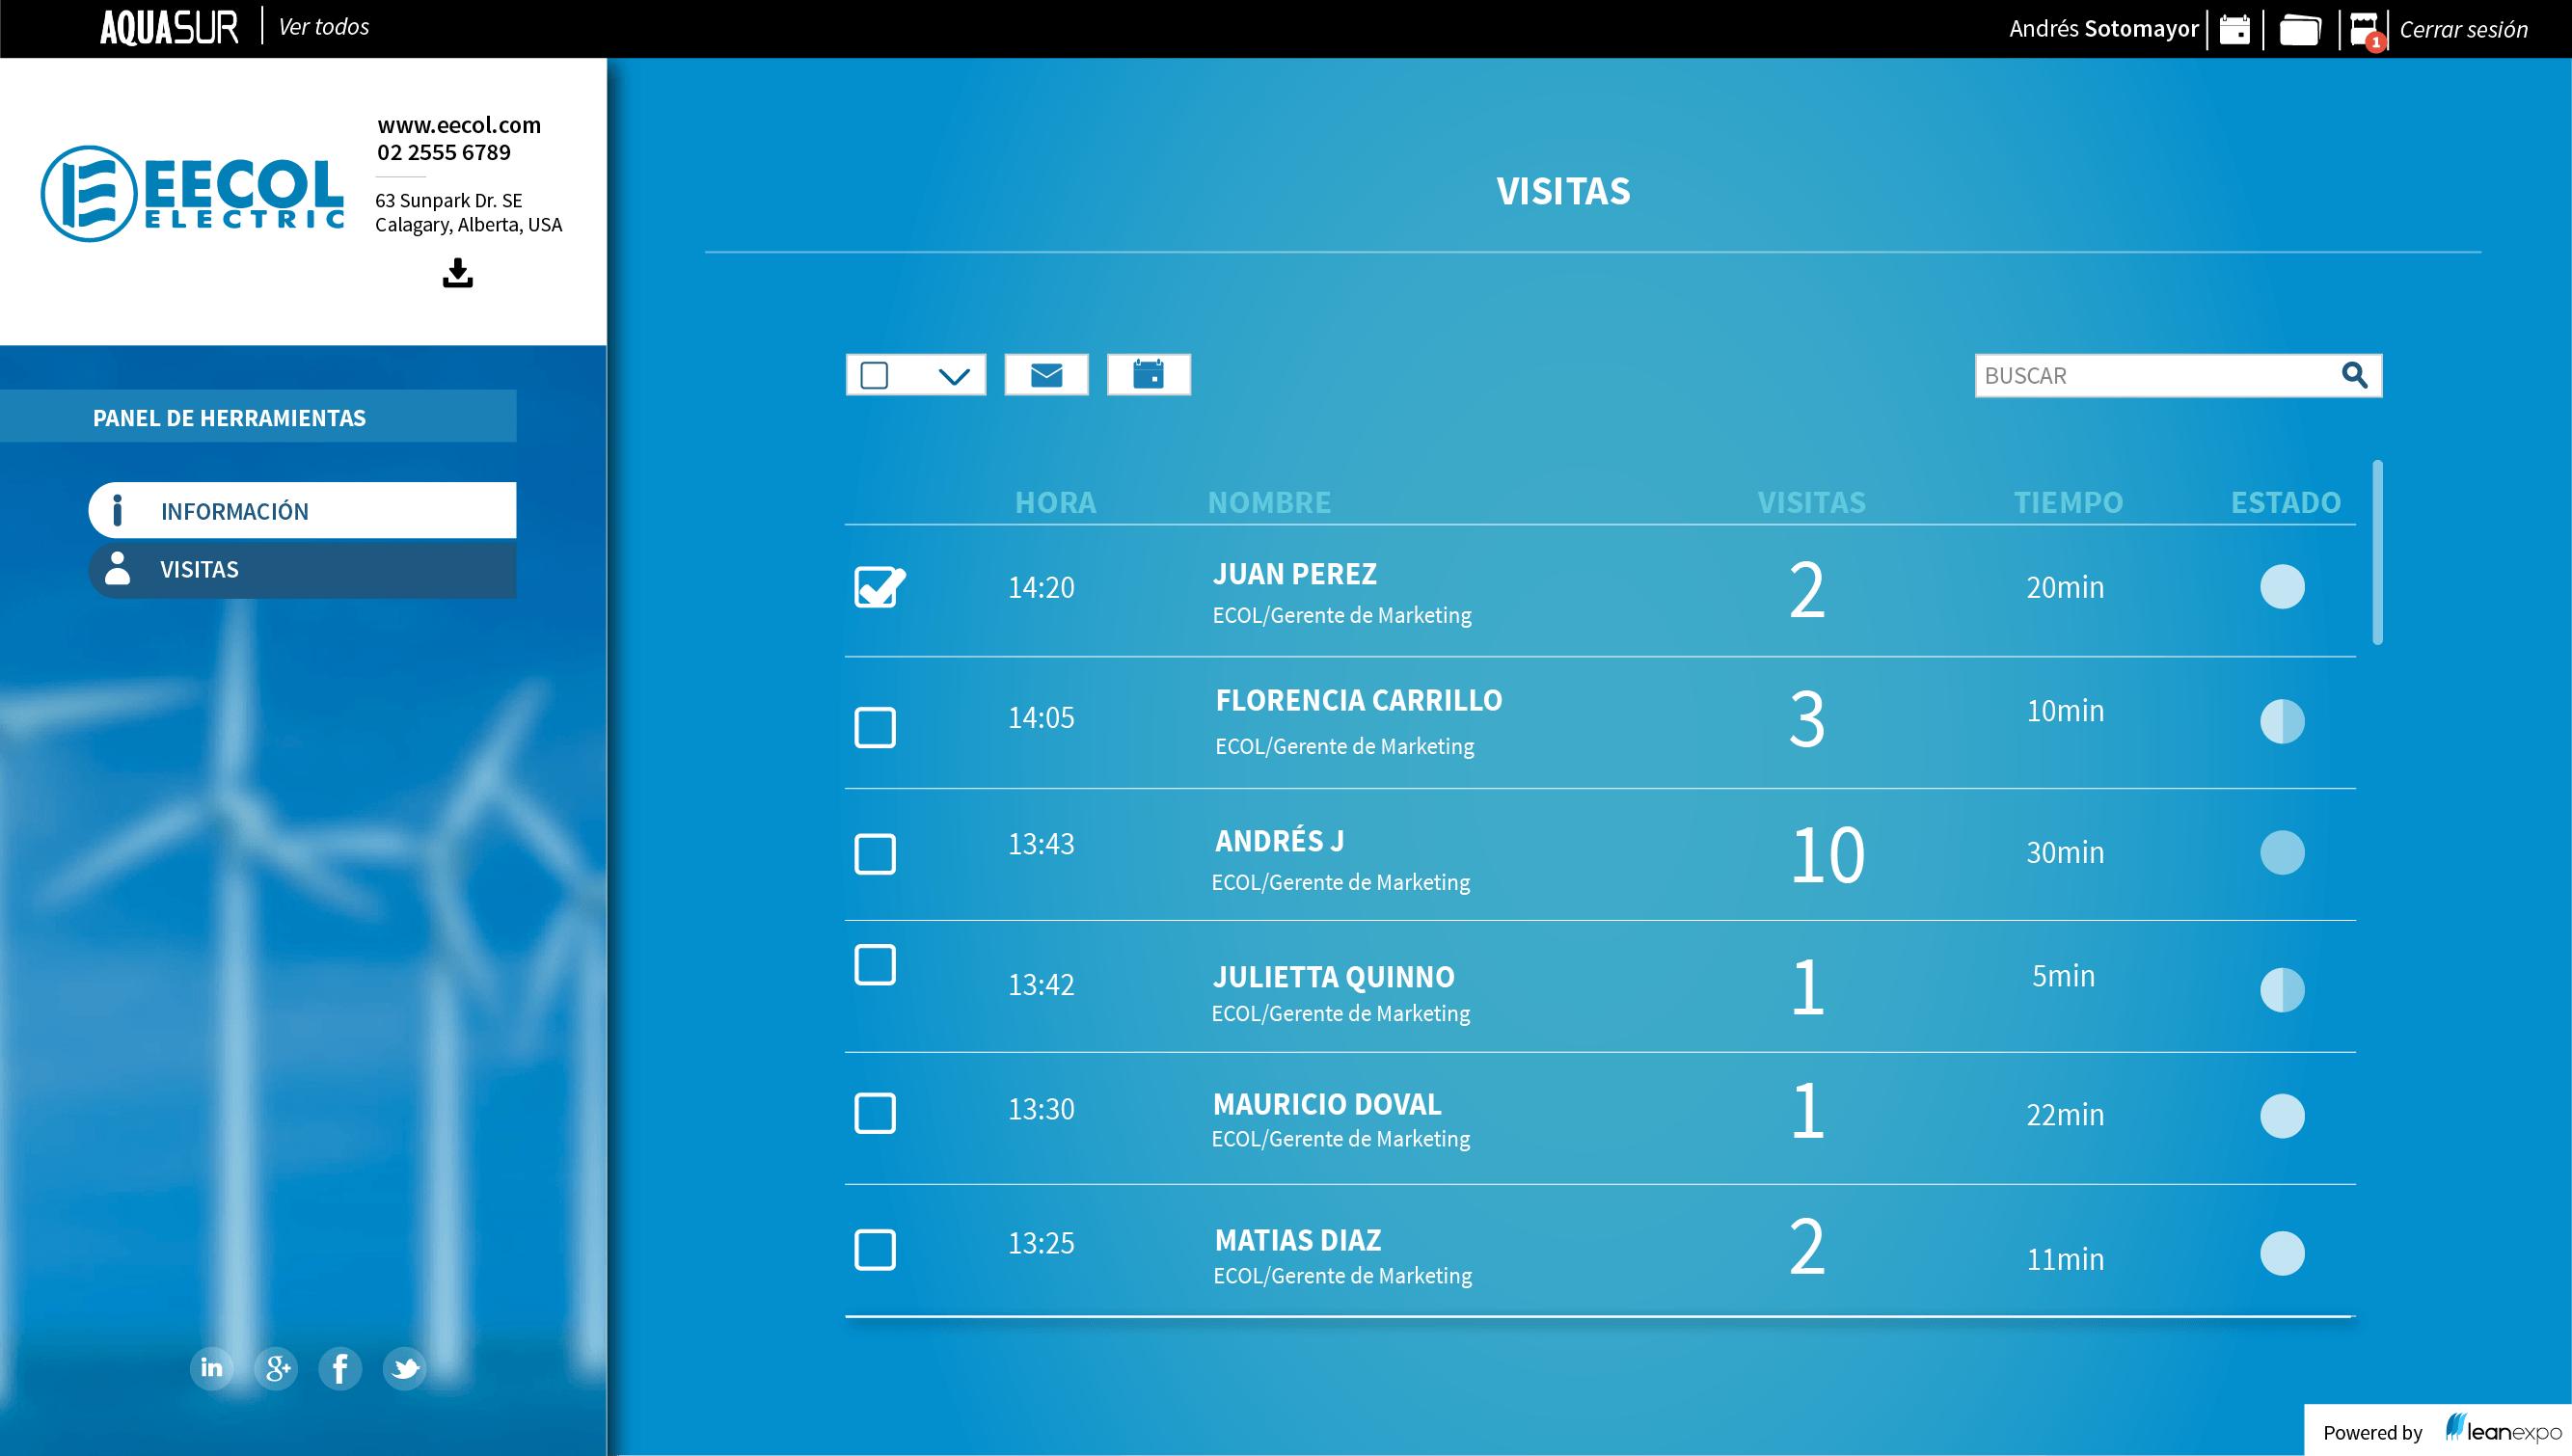 AQUASUR Ver todos
Andrés Sotomayor 1 Cerrar sesión
www.eecol.com
02 2555 6789
EECOL
ELECTRIC
63 Sunpark Dr. SE
Calagary, Alberta, USA
PANEL DE HERRAMIENTAS
INFORMACIÓN
VISITAS
in g+ f
VISITAS
BUSCAR
HORA NOMBRE VISITAS TIEMPO ESTADO
14:20 JUAN PEREZ 2 20min
ECOL/Gerente de Marketing
14:05 FLORENCIA CARRILLO 3 10min
ECOL/Gerente de Marketing
13:43 ANDRÉS J 10 30min
ECOL/Gerente de Marketing
13:42 JULIETTA QUINNO 1 5min
ECOL/Gerente de Marketing
13:30 MAURICIO DOVAL 1 22min
ECOL/Gerente de Marketing
13:25 MATIAS DIAZ 2 11min
ECOL/Gerente de Marketing
Powered by leanexpo